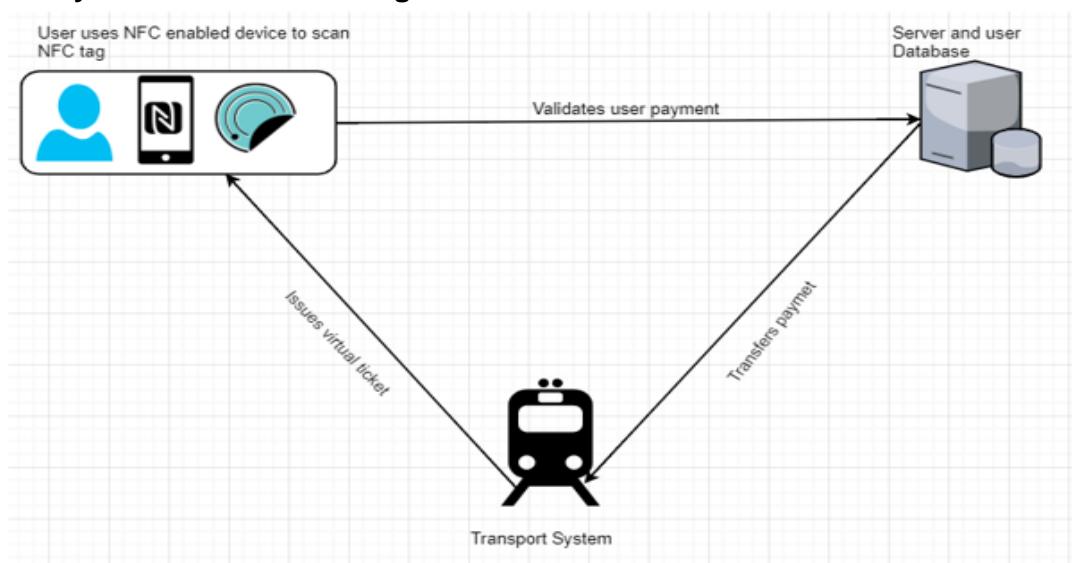 User uses NFC enabled device to scan
NFC tag
Server and user
Database
Validates user payment
Issues virtual ticket
Transfers paymet
Transport System